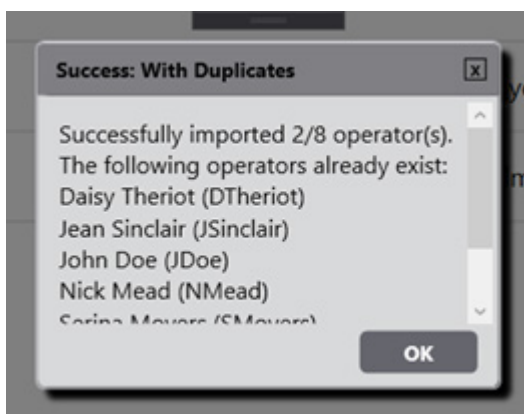 Success: With Duplicates
x
Successfully imported 2/8 operator(s).
The following operators already exist:
Daisy Theriot (DTheriot)
Jean Sinclair (JSinclair)
John Doe (JDoe)
Nick Mead (NMead)
OK